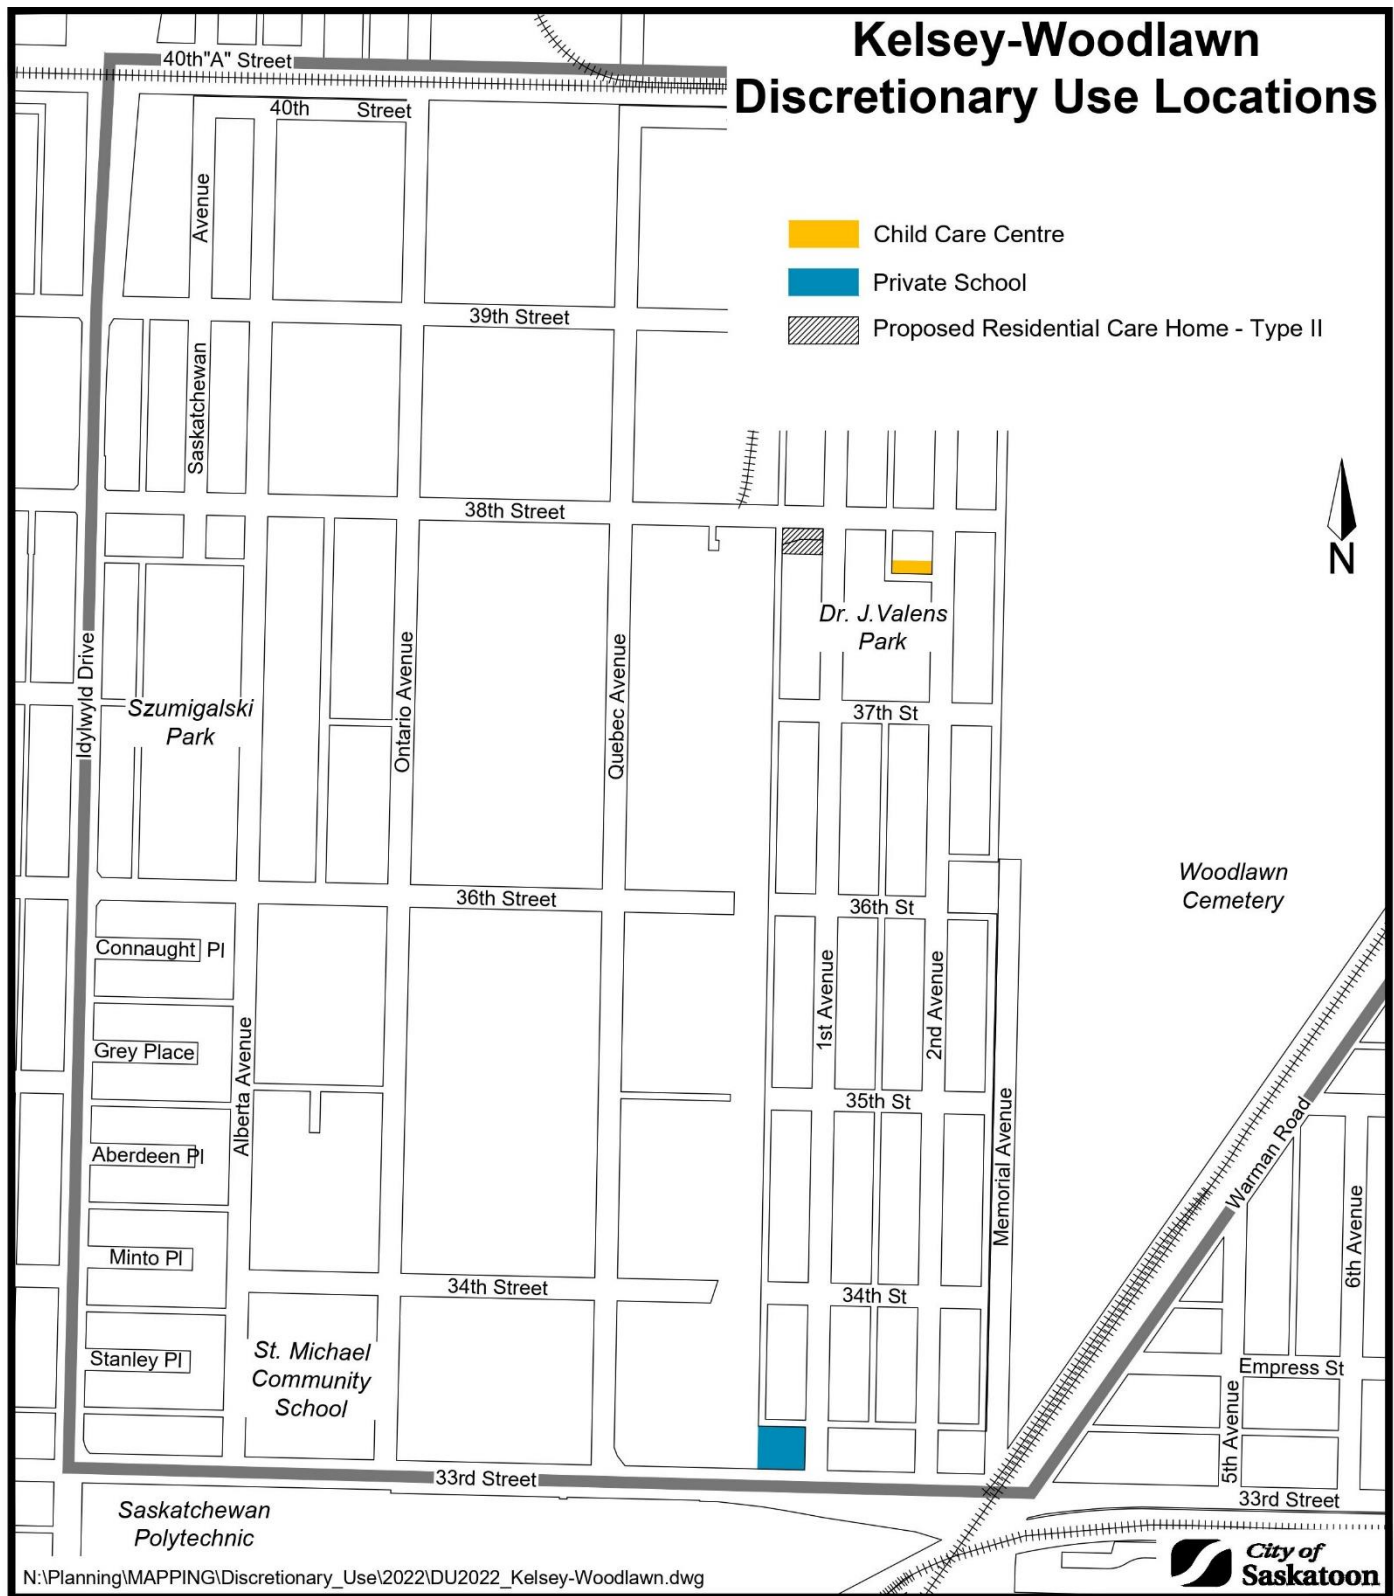 Kelsey-Woodlawn
Discretionary Use Locations
40th"A" Street
40th Street
Avenue
Child Care Centre
Private School
Proposed Residential Care Home - Type II
39th Street
Saskatchewan
38th Street
N
Dr. J.Valens
Park
Idylwyld Drive
Szumigalski
Park
Ontario Avenue
Quebec Avenue
37th St
Woodlawn
Cemetery
36th Street
36th St
Connaught Pl
1st Avenue
2nd Avenue
Grey Place
Alberta Avenue
35th St
Memorial Avenue
Warman Road
Aberdeen Pl
6th Avenue
Minto Pl
34th Street
34th St
Stanley Pl
St. Michael
Community
School
Empress St
5th Avenue
33rd Street
33rd Street
Saskatchewan
Polytechnic
City of
Saskatoon
N:\Planning\MAPPING\Discretionary_Use\2022\DU2022_Kelsey-Woodlawn.dwg